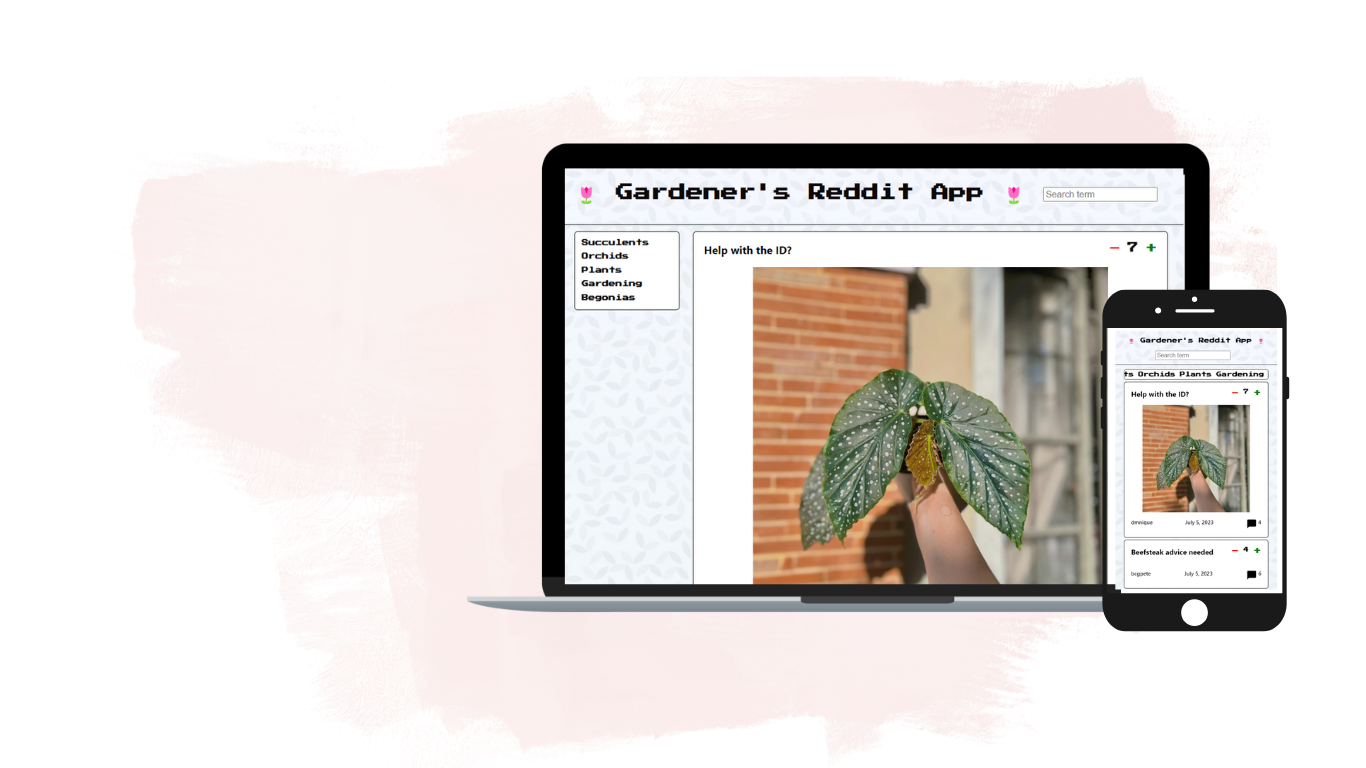 Gardener's Reddit App
Search term
Succulents
Orchids
Plants
Gardening
Begonias
Help with the ID?
7
Gardener's Reddit App
Search term
ts Orchids Plants Gardening
Help with the ID?
7
dmnique
July 5, 2023
4
Beefsteak advice needed
4
July 5, 2023
6